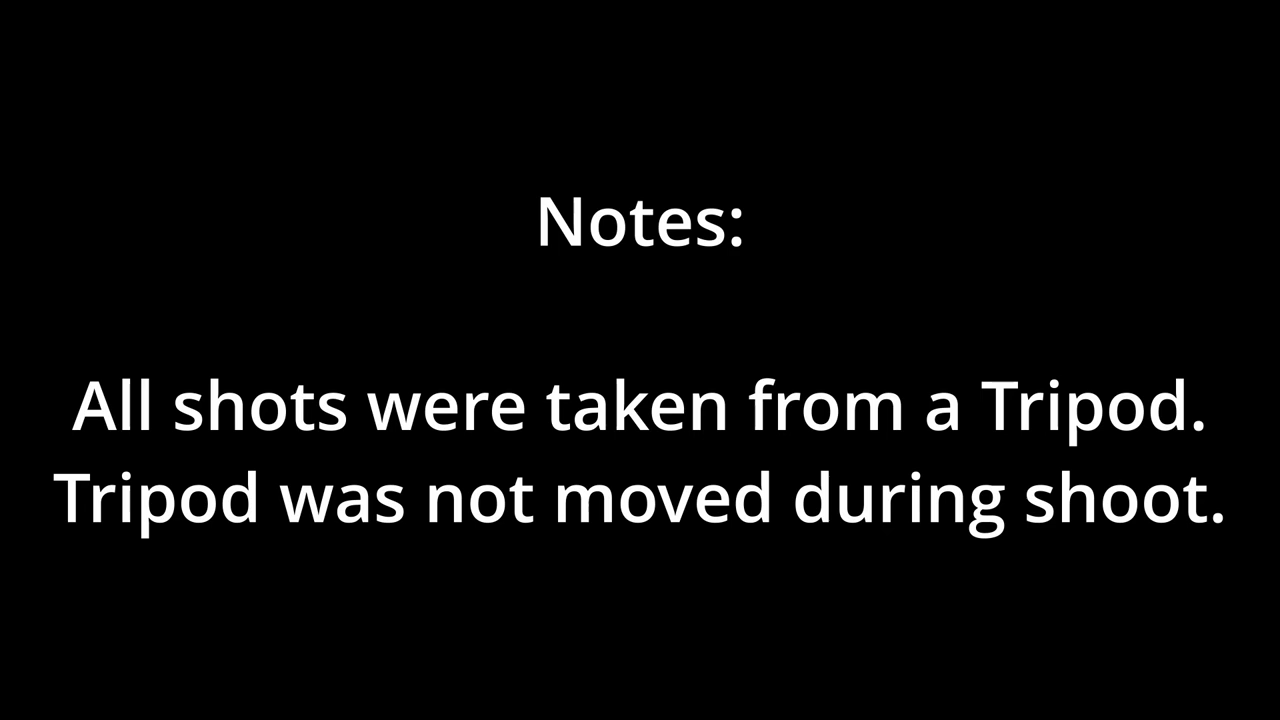 Notes:
All shots were taken from a Tripod.
Tripod was not moved during shoot.